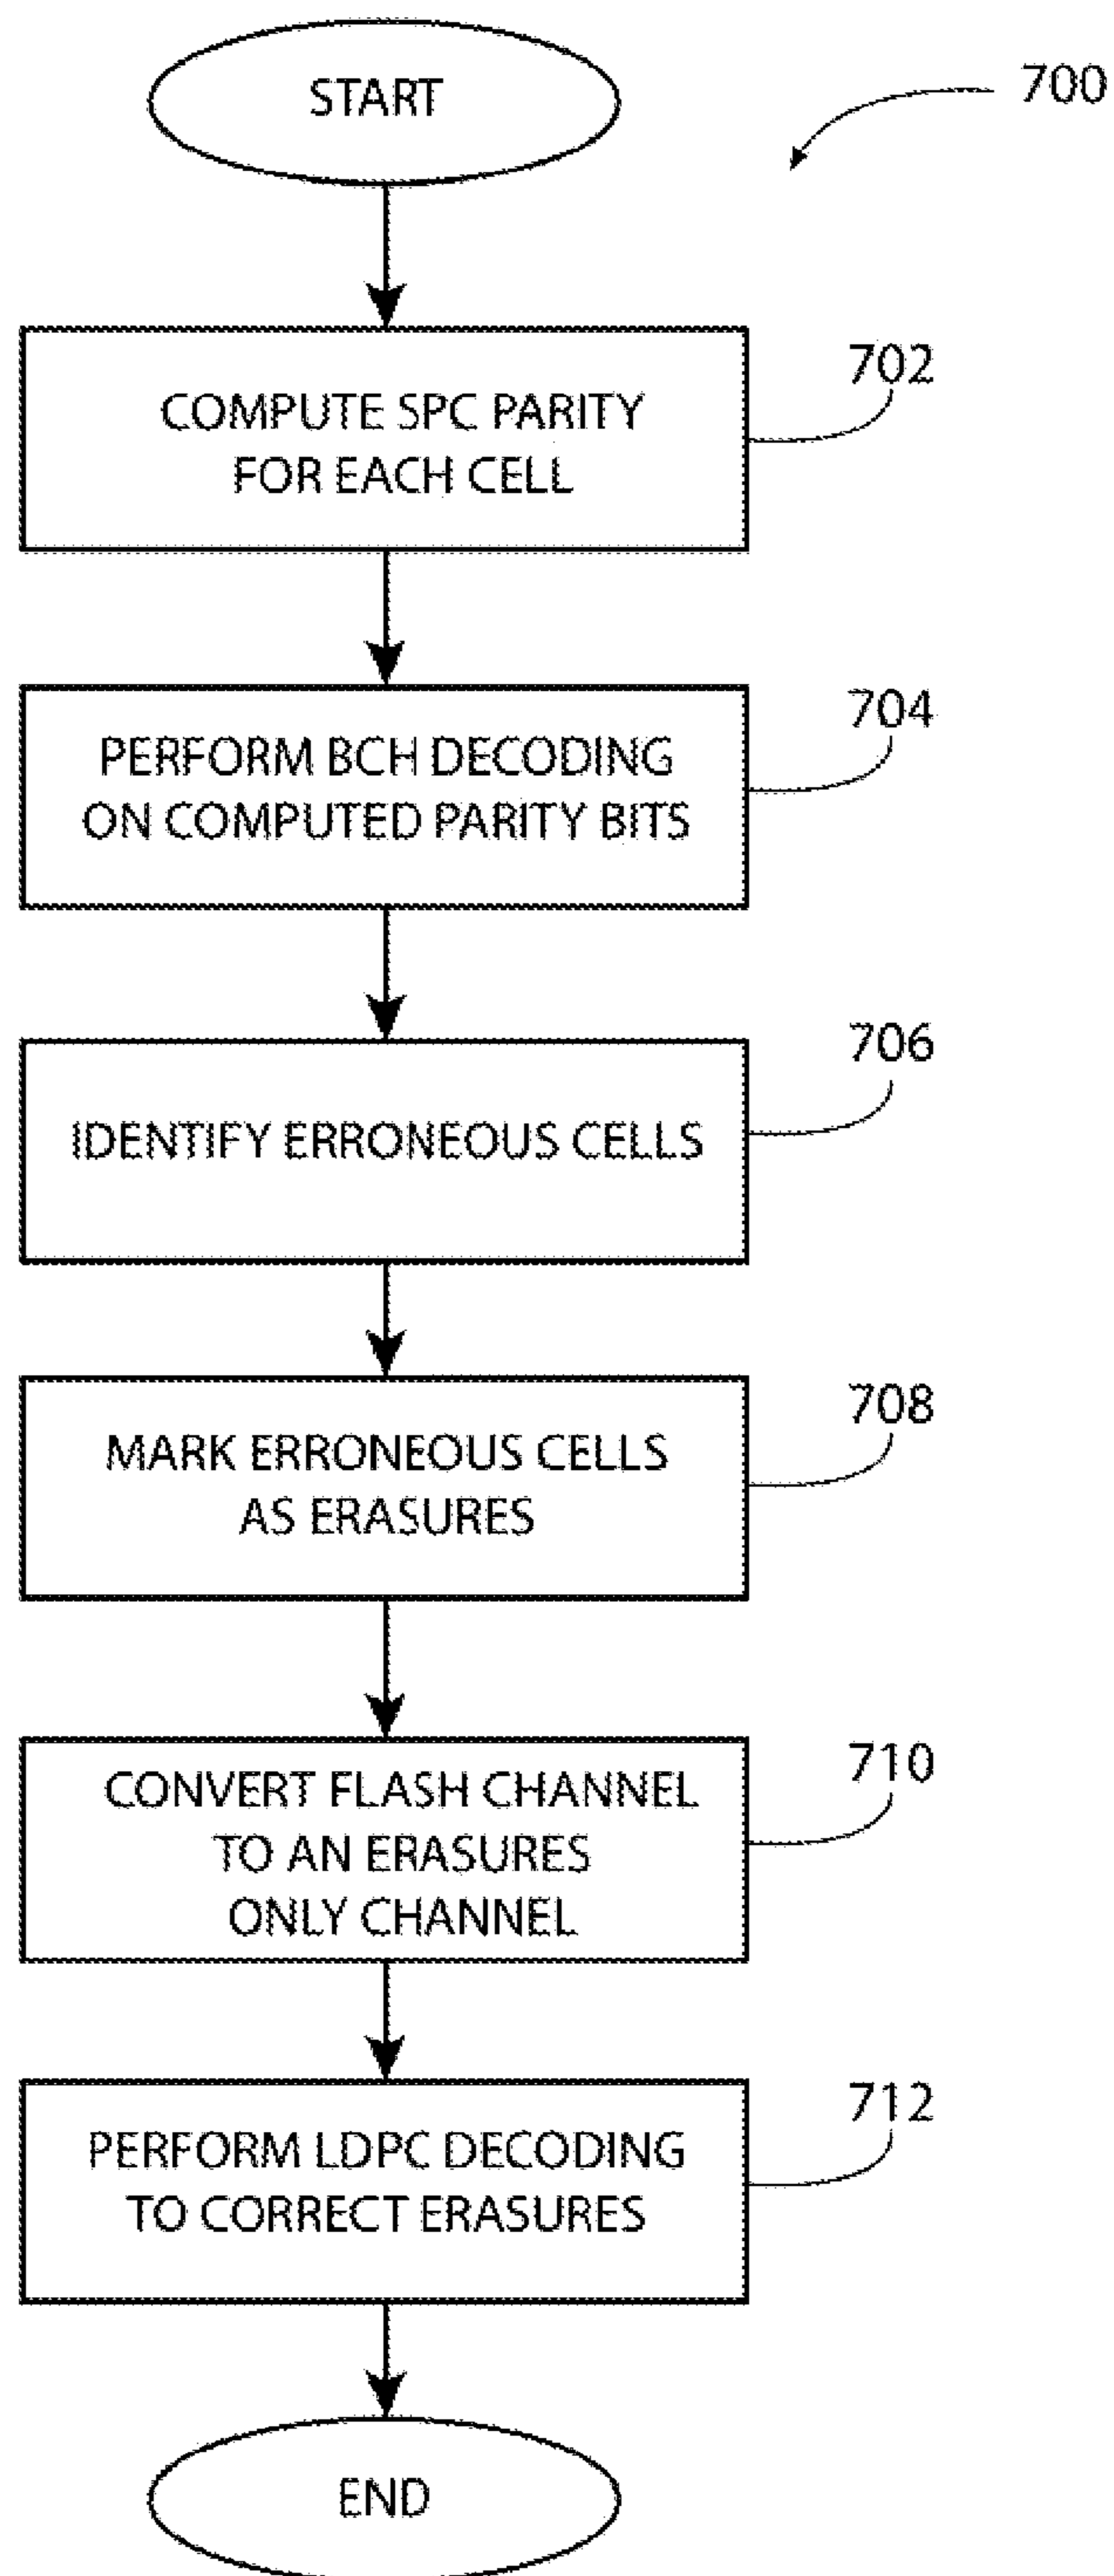 START
700
702
COMPUTE SPC PARITY
FOR EACH CELL
704
PERFORM BCH DECODING
ON COMPUTED PARITY BITS
706
IDENTIFY ERRONEOUS CELLS
708
MARK ERRONEOUS CELLS
AS ERASURES
710
CONVERT FLASH CHANNEL
TO AN ERASURES
ONLY CHANNEL
712
PERFORM LDPC DECODING
TO CORRECT ERASURES
END